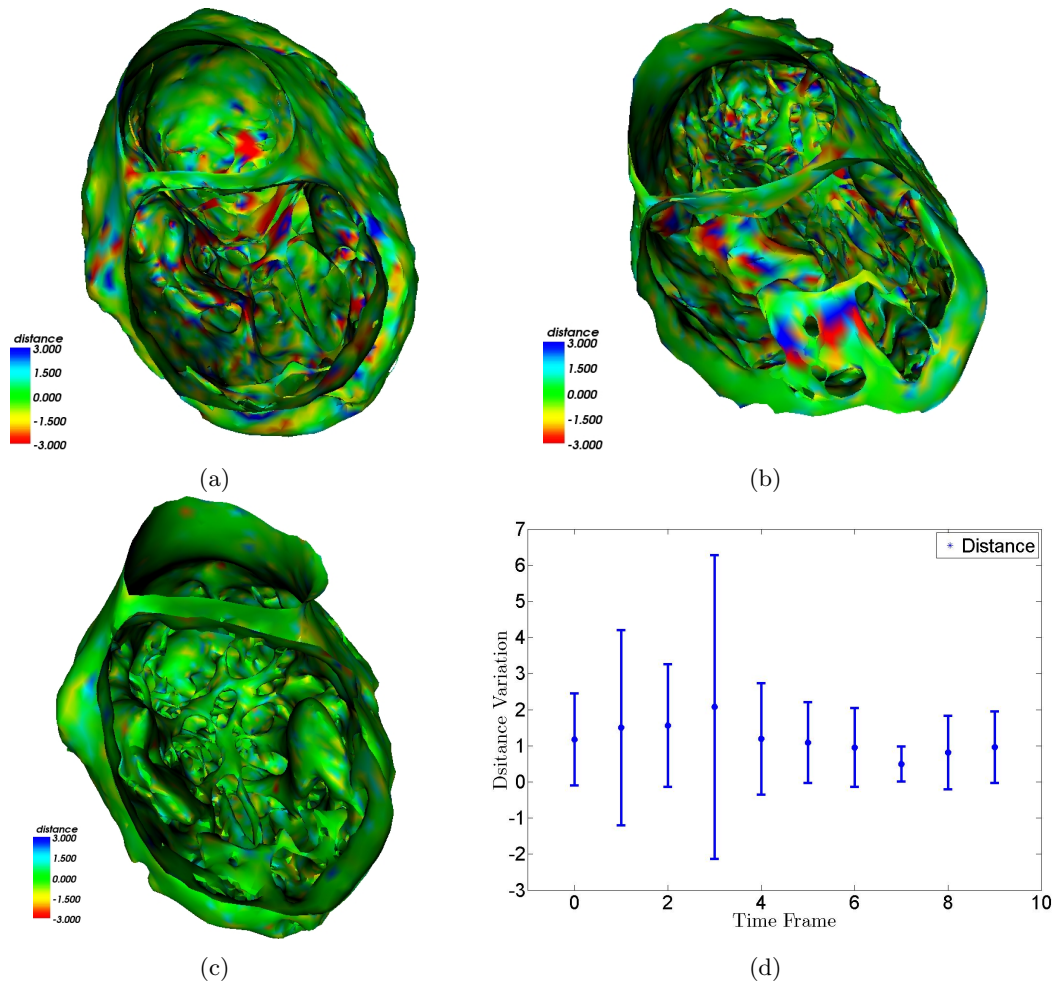 distance
3.000
1.500
0.000
-1.500
-3.000
(a)
distance
3.000
1.500
0.000
-1.500
-3.000
(b)
distance
3.000
1.500
0.000
-1.500
-3.000
(c)
7
6
5
4
3
2
1
0
-1
-2
-3
Dsitance Variation
Distance
0 2 4 6 8 10
Time Frame
(d)